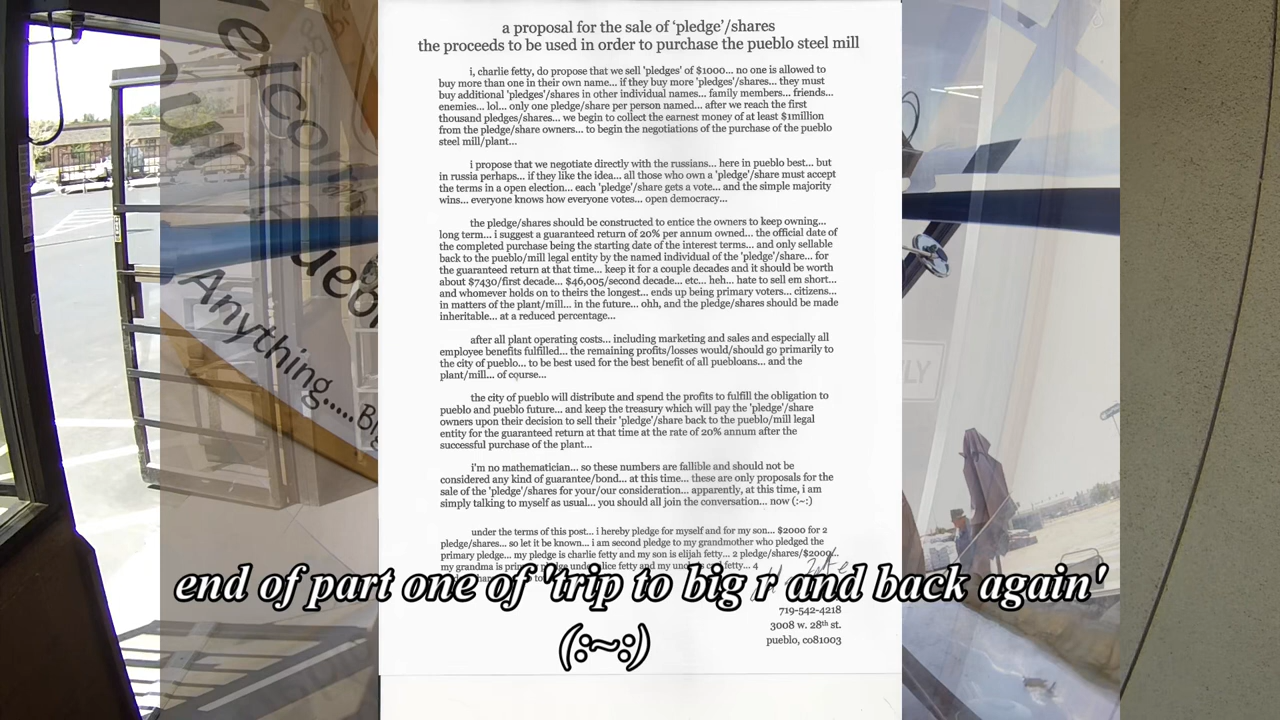 a proposal for the sale of 'pledge'/shares
the proceeds to be used in order to purchase the pueblo steel mill
i, charlie fetty, do propose that we sell 'pledges' of $1000... no one is allowed to
buy more than one in their own name... if they buy more 'pledges'/shares... they must
buy additional 'pledges'/shares in other individual names... family members... friends...
enemies... lol... only one pledge/share per person named... after we reach the first
thousand pledges/shares... we begin to collect the earnest money of at least $1million
from the pledge/share owners... to begin the negotiations of the purchase of the pueblo
steel mill/plant...
i propose that we negotiate directly with the russians... here in pueblo best... but
in russia perhaps... if they like the idea... all those who own a 'pledge'/share must accept
the terms in a open election... each 'pledge'/share gets a vote... and the simple majority
wins... everyone knows how everyone votes... open democracy...
the pledge/shares should be constructed to entice the owners to keep owning...
long term... i suggest a guaranteed return of 20% per annum owned... the official date of
the completed purchase being the starting date of the interest terms... and only sellable
back to the pueblo/mill legal entity by the named individual of the 'pledge'/share... for
the guaranteed return at that time... keep it for a couple decades and it should be worth
about $7430/first decade... $46,005/second decade... etc... heh... hate to sell em short...
and whomever holds on to theirs the longest... ends up being primary voters... citizens...
in matters of the plant/mill... in the future... ohh, and the pledge/shares should be made
inheritable... at a reduced percentage...
after all plant operating costs... including marketing and sales and especially all
employee benefits fulfilled... the remaining profits/losses would/should go primarily to
the city of pueblo... to be best used for the best benefit of all puebloans... and the
plant/mill... of course...
the city of pueblo will distribute and spend the profits to fulfill the obligation to
pueblo and pueblo future... and keep the treasury which will pay the 'pledge'/share
owners upon their decision to sell their 'pledge'/share back to the pueblo/mill legal
entity for the guaranteed return at that time at the rate of 20% annum after the
successful purchase of the plant...
i'm no mathematician... so these numbers are fallible and should not be
considered any kind of guarantee/bond... at this time... these are only proposals for the
sale of the 'pledge'/shares for your/our consideration... apparently, at this time, i am
simply talking to myself as usual... you should all join the conversation... now (:~:)
under the terms of this post... i hereby pledge for myself and for my son... $2000 for 2
pledge/shares... so let it be known... i am second pledge to my grandmother who pledged the
primary pledge... my pledge is charlie fetty and my son is elijah fetty... 2 pledge/shares/$2000...
my grandma is fetty and my fetty... 4
719-542-4218
3008 w. 28th st.
pueblo, co81003
Anything.....
end of part one of 'trip to big r and back again'
(:~:)